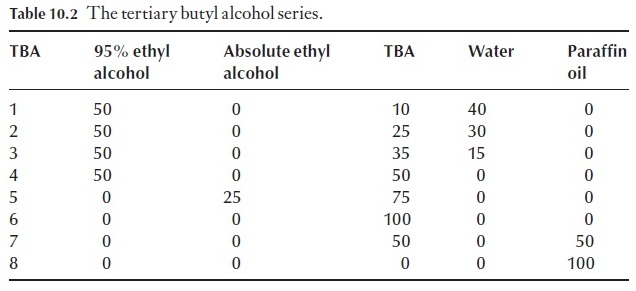 Table 10.2 The tertiary butyl alcohol series.
TBA 95% ethyl alcohol Absolute ethyl alcohol TBA Water Paraffin oil
1 50 0 10 40 0
2 50 0 25 30 0
3 50 0 35 15 0
4 50 0 50 0 0
5 0 25 75 0 0
6 0 0 100 0 0
7 0 0 50 0 50
8 0 0 0 0 100